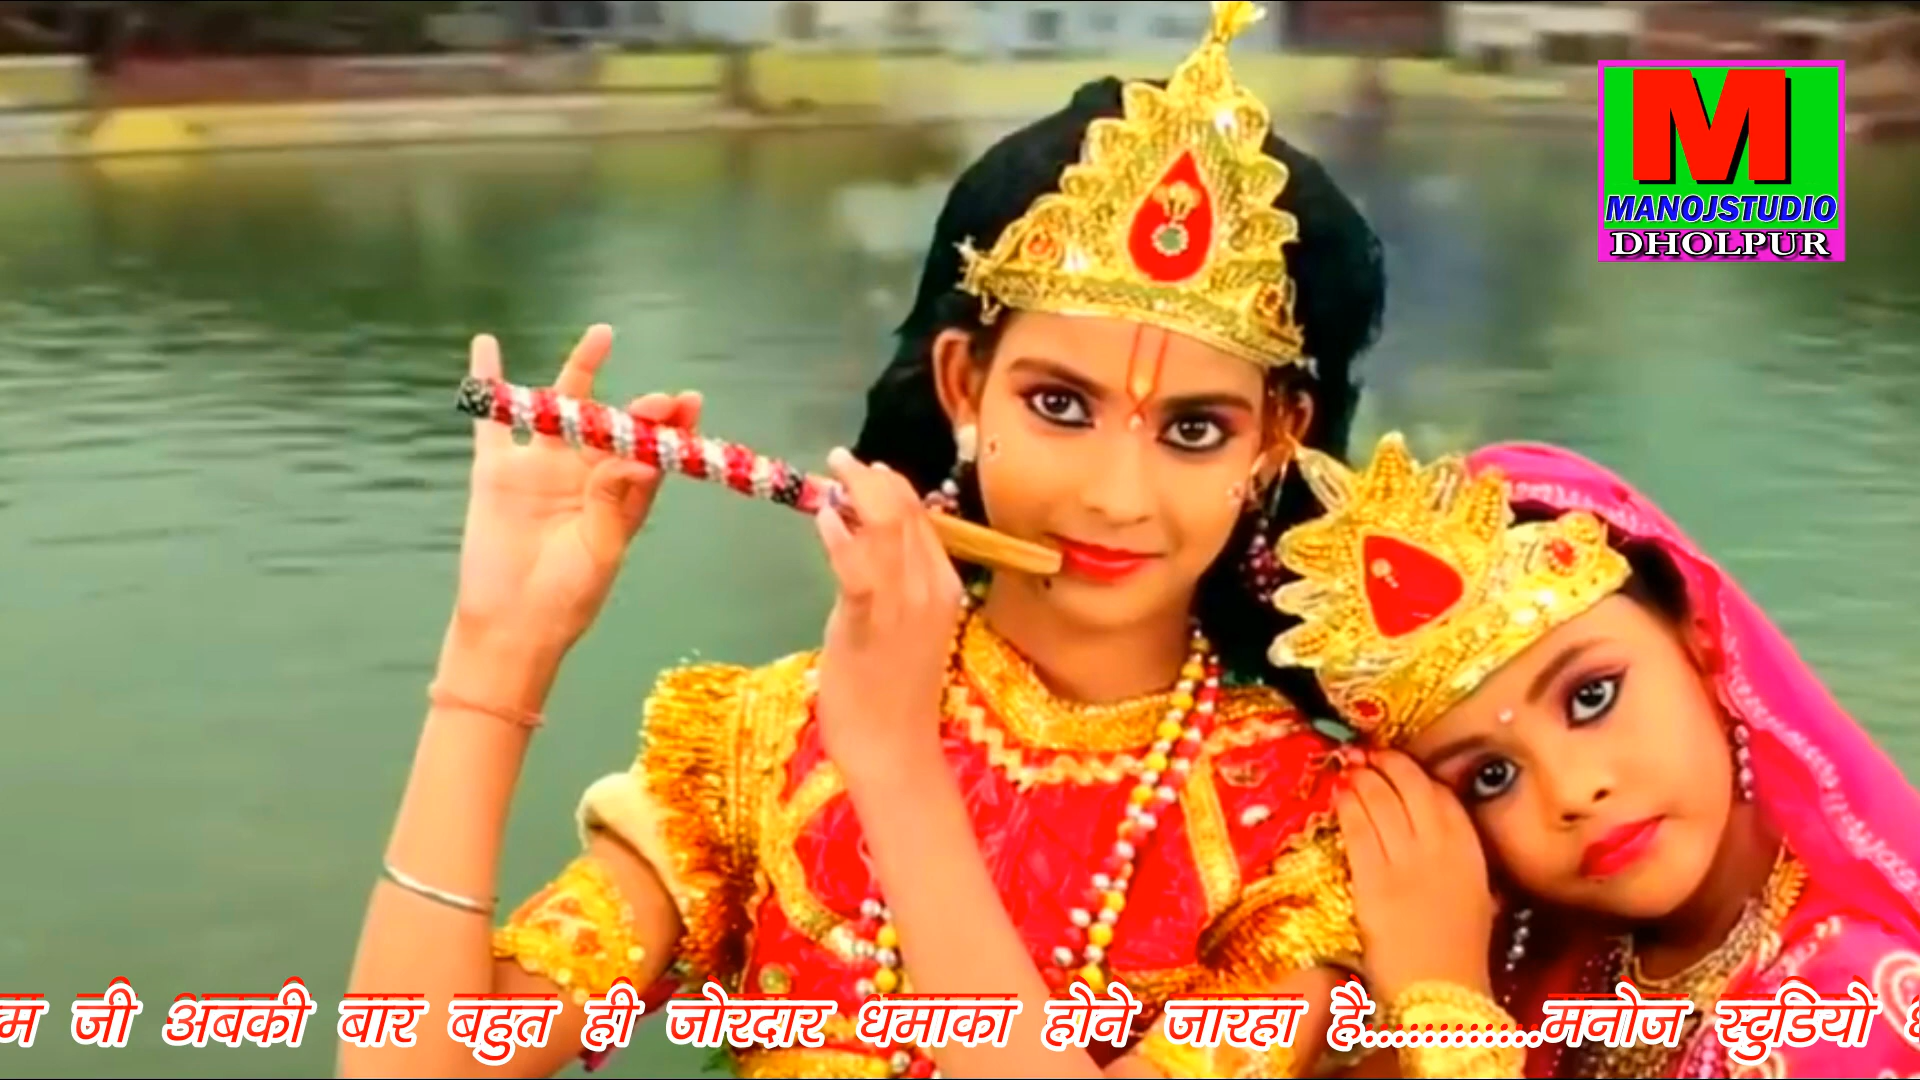 M
MANOJSTUDIO
DHOLPUR
जी अबकी बार बहुत ही जोरदार धमाका होने जारहा है............मनोज स्टुडियो